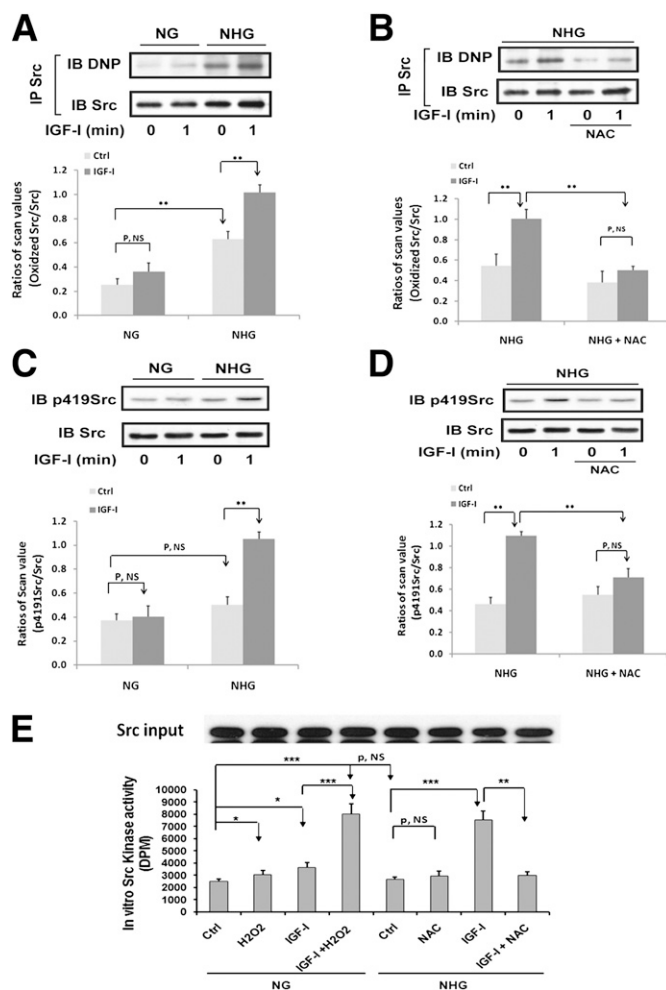 A
NG NHG
IP Src
IB DNP
IB Src
IGF-I (min) 0 1 0 1
Ctrl
IGF-I
Ratios of scan values
(Oxidzed Src/Src)
1.2
1.0
0.8
0.6
0.4
0.2
0.0
P, NS
**
**
NG NHG
B
NHG
IP Src
IB DNP
IB Src
IGF-I (min) 0 1 0 1
NAC
Ctrl
IGF-I
Ratios of scan values
(Oxidized Src/Src)
1.2
1.0
0.8
0.6
0.4
0.2
0.0
**
**
P, NS
NHG NHG + NAC
C
NG NHG
IB p419Src
IB Src
IGF-I (min) 0 1 0 1
Ctrl
IGF-I
Ratios of Scan value
(p4191Src/Src)
1.2
1.0
0.8
0.6
0.4
0.2
0.0
P, NS
P, NS
**
NG NHG
D
NHG
IB p419Src
IB Src
IGF-I (min) 0 1 0 1
NAC
Ctrl
IGF-I
Ratios of scan value
(p4191Src/Src)
1.2
1.0
0.8
0.6
0.4
0.2
0.0
**
**
P, NS
NHG NHG + NAC
E
Src input
In vitro Src Kinase activity
(DPM)
10000
9000
8000
7000
6000
5000
4000
3000
2000
1000
0
*** p, NS
* *** *** **
* p, NS
Ctrl H2O2 IGF-I IGF-I+H2O2 Ctrl NAC IGF-I IGF-I + NAC
NG NHG